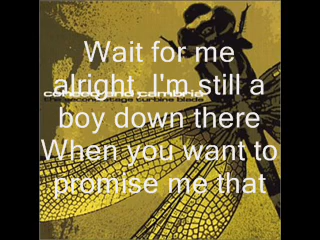 Wait for me
alright, I'm still a
coheed and cambria
the second stage turbine blade
boy down there
When you want to
promise me that